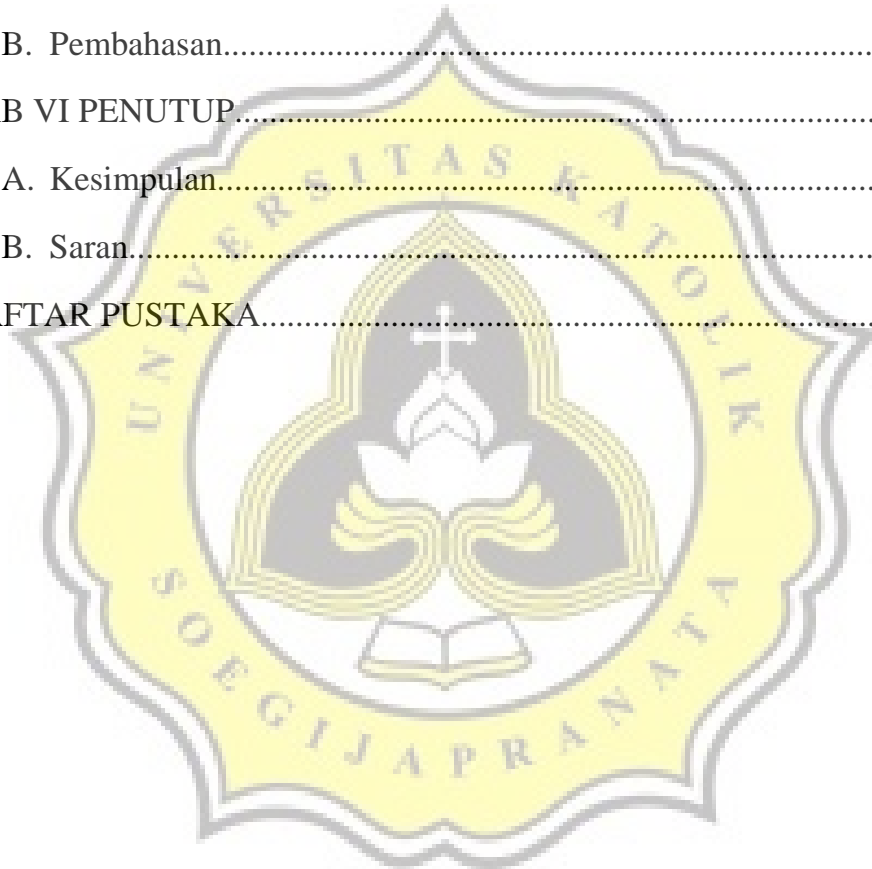 B. Pembahasan........................................................................
B VI PENUTUP........................................................................
A. Kesimpulan........................................................................
B. Saran........................................................................
FTAR PUSTAKA........................................................................
UNIVERSITAS KATOLIK
SOEGIJAPRANATA